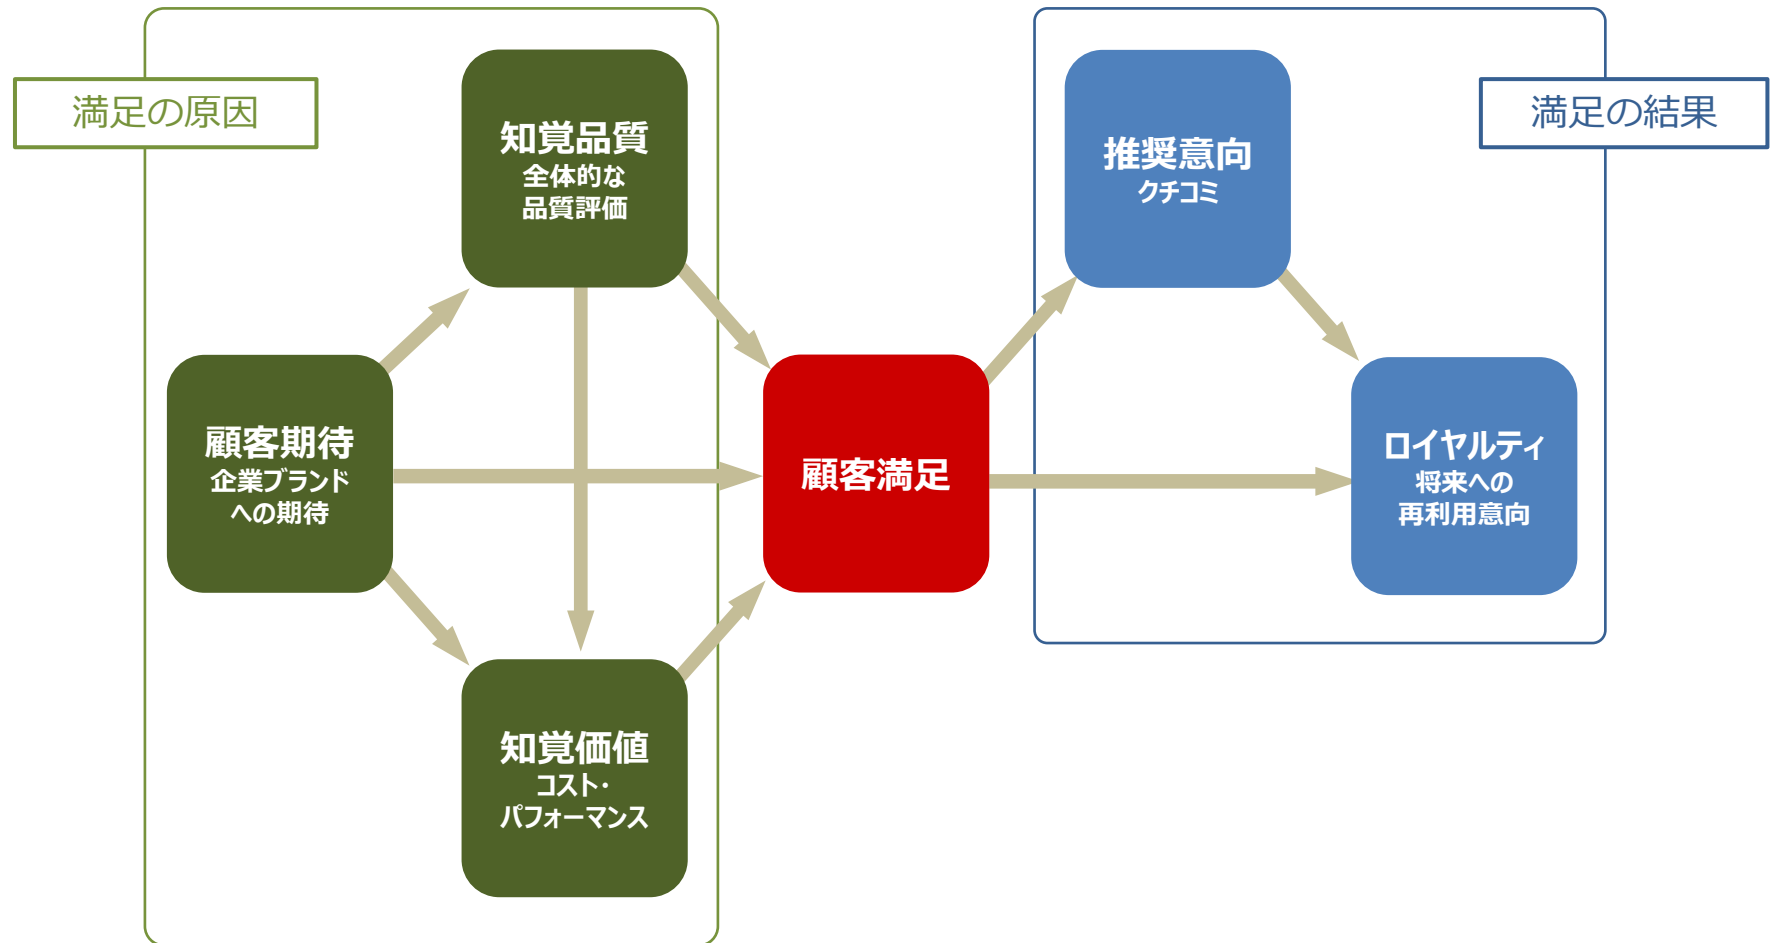 満足の原因
知覚品質
全体的な
品質評価
顧客期待
企業ブランド
への期待
知覚価値
コスト・
パフォーマンス
顧客満足
満足の結果
推奨意向
クチコミ
ロイヤルティ
将来への
再利用意向